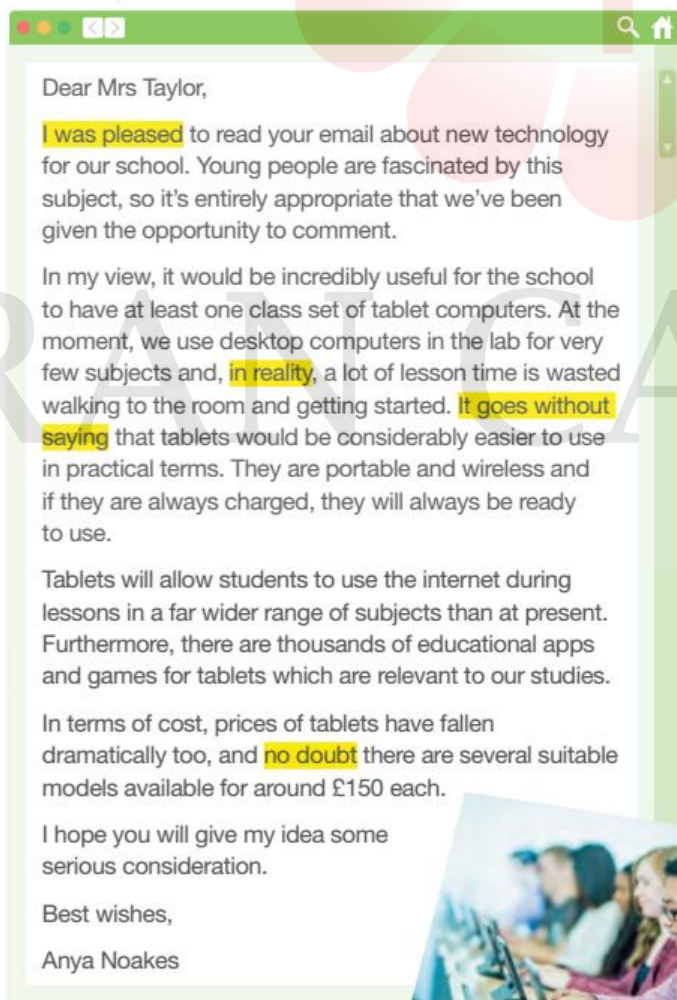 Dear Mrs Taylor,
I was pleased to read your email about new technology
for our school. Young people are fascinated by this
subject, so it's entirely appropriate that we've been
given the opportunity to comment.
In my view, it would be incredibly useful for the school
to have at least one class set of tablet computers. At the
moment, we use desktop computers in the lab for very
few subjects and, in reality, a lot of lesson time is wasted
walking to the room and getting started. It goes without
saying that tablets would be considerably easier to use
in practical terms. They are portable and wireless and
if they are always charged, they will always be ready
to use.
Tablets will allow students to use the internet during
lessons in a far wider range of subjects than at present.
Furthermore, there are thousands of educational apps
and games for tablets which are relevant to our studies.
In terms of cost, prices of tablets have fallen
dramatically too, and no doubt there are several suitable
models available for around £150 each.
I hope you will give my idea some
serious consideration.
Best wishes,
Anya Noakes